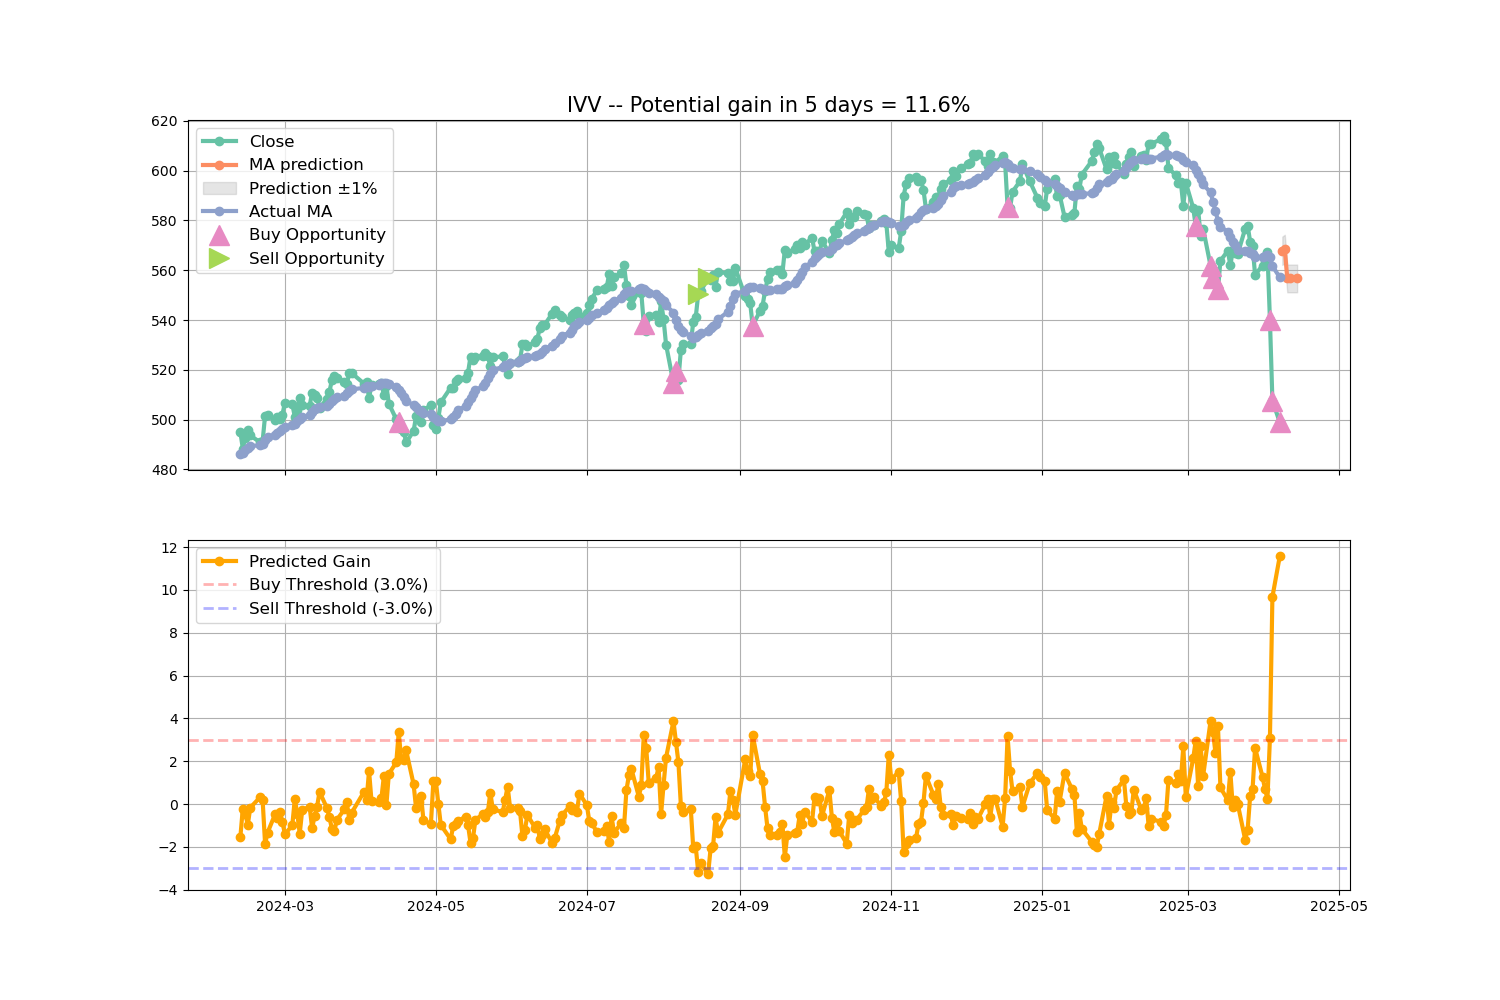 IVV -- Potential gain in 5 days = 11.6%
620
600
580
560
540
520
500
480
Close
MA prediction
Prediction ±1%
Actual MA
Buy Opportunity
Sell Opportunity
12
10
8
6
4
2
0
−2
−4
Predicted Gain
Buy Threshold (3.0%)
Sell Threshold (-3.0%)
2024-03
2024-05
2024-07
2024-09
2024-11
2025-01
2025-03
2025-05